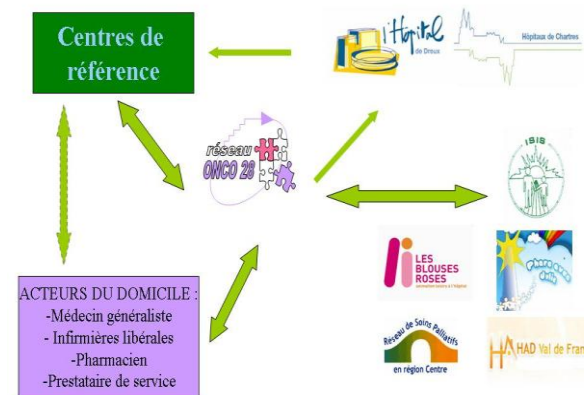 Centres de
référence
l'Hôpital
de Dreux
Hôpitaux de Chartres
réseau
ONCO 28
ISIS
LES
BLOUSES
ROSES
ACTEURS DU DOMICILE :
-Médecin généraliste
- Infirmières libérales
-Pharmacien
-Prestataire de service
Réseau de Soins Palliatifs
en région Centre
HAD Val de Fran